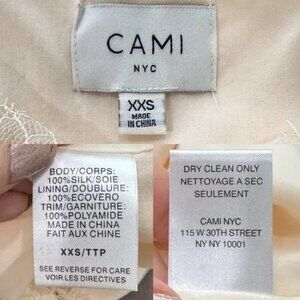 CAMI
NYC
XXS
MADE
IN CHINA
BODY/CORPS:
100%SILK/SOIE
LINING/DOUBLURE:
100%ECOVERO
TRIM/GARNITURE:
100%POLYAMIDE
MADE IN CHINA
FAIT AUX CHINE
XXS/TTP
SEE REVERSE FOR CARE
VOIR LES ENDOS POUR
DRY CLEAN ONLY
NETTOYAGE A SEC
SEULEMENT
CAMI NYC
115 W 30TH STREET
NY NY 10001